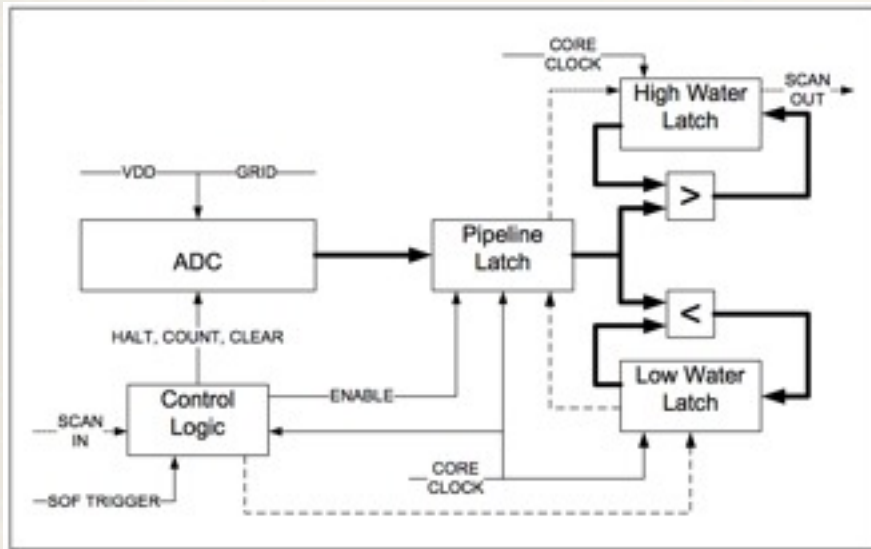 CORE
CLOCK
High Water
Latch
SCAN
OUT
VDD GRID
>
ADC
Pipeline
Latch
<
HALT, COUNT, CLEAR
Low Water
Latch
Control
Logic
ENABLE
SCAN
IN
CORE
CLOCK
SOF TRIGGER